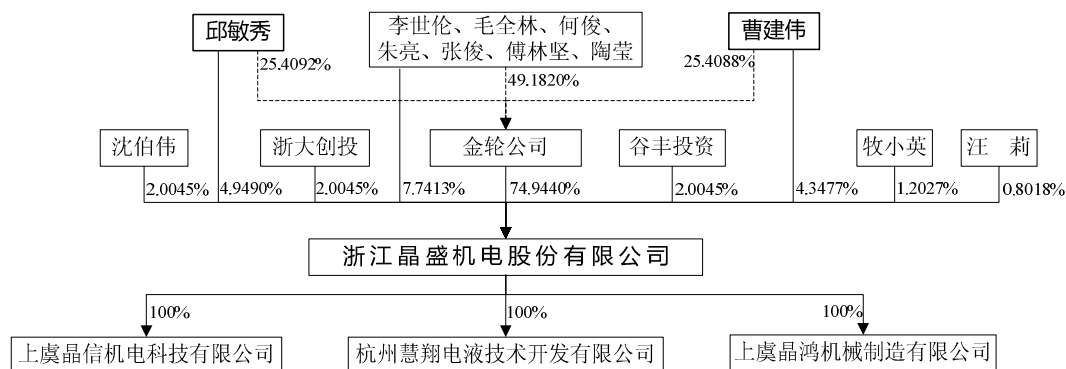 邱敏秀
李世伦、毛全林、何俊、
朱亮、张俊、傅林坚、陶莹
曹建伟
25.4092%
49.1820%
25.4088%
沈伯伟
浙大创投
金轮公司
谷丰投资
牧小英
汪 莉
2.0045%
4.9490%
2.0045%
7.7413%
74.9440%
2.0045%
4.3477%
1.2027%
0.8018%
浙江晶盛机电股份有限公司
100%
100%
100%
上虞晶信机电科技有限公司
杭州慧翔电液技术开发有限公司
上虞晶鸿机械制造有限公司